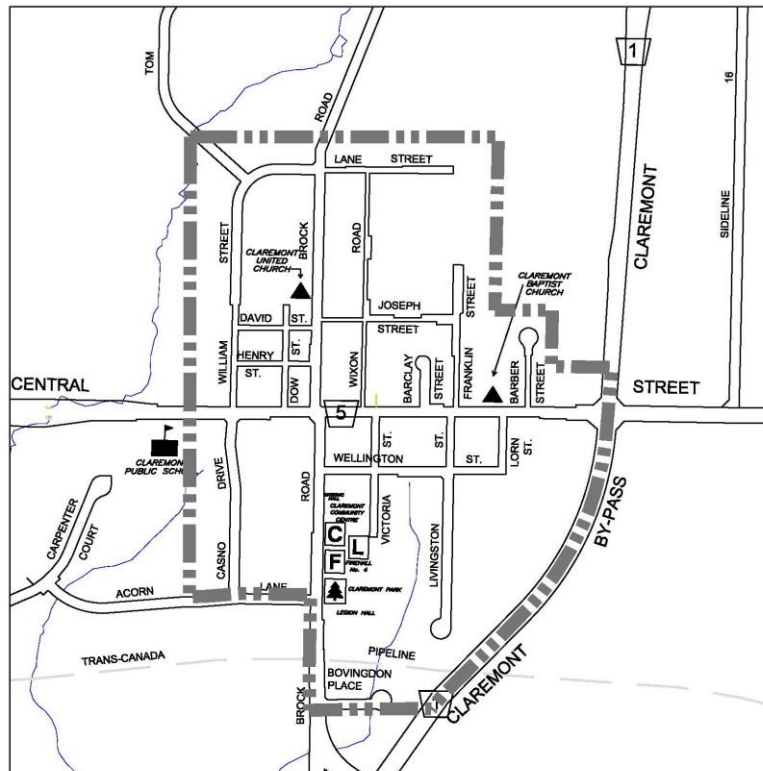 TOM
ROAD
1
16
LANE STREET
SIDELINE
CLAREMONT
STREET
CLAREMONT
UNITED
CHURCH
BROCK
ROAD
CLAREMONT
BAPTIST
CHURCH
STREET
DAVID ST.
JOSEPH
STREET
WILLIAM
HENRY
ST.
ST.
DOW
WIXON
BARCLAY
STREET
FRANKLIN
BARBER
STREET
CENTRAL
STREET
5
CLAREMONT
PUBLIC SCH
DRIVE
CASNO
ROAD
WELLINGTON ST.
ST.
ST.
LORN
ST.
HALL
CLAREMONT
COMMUNITY
CENTRE
C
L
F
VICTORIA
FIREHALL
No. 4
CLAREMONT PARK
LEGION HALL
LIVINGSTON
BY-PASS
CARPENTER
COURT
ACORN LANE
TRANS-CANADA PIPELINE
BOVINGDON
PLACE
BROCK
CLAREMONT